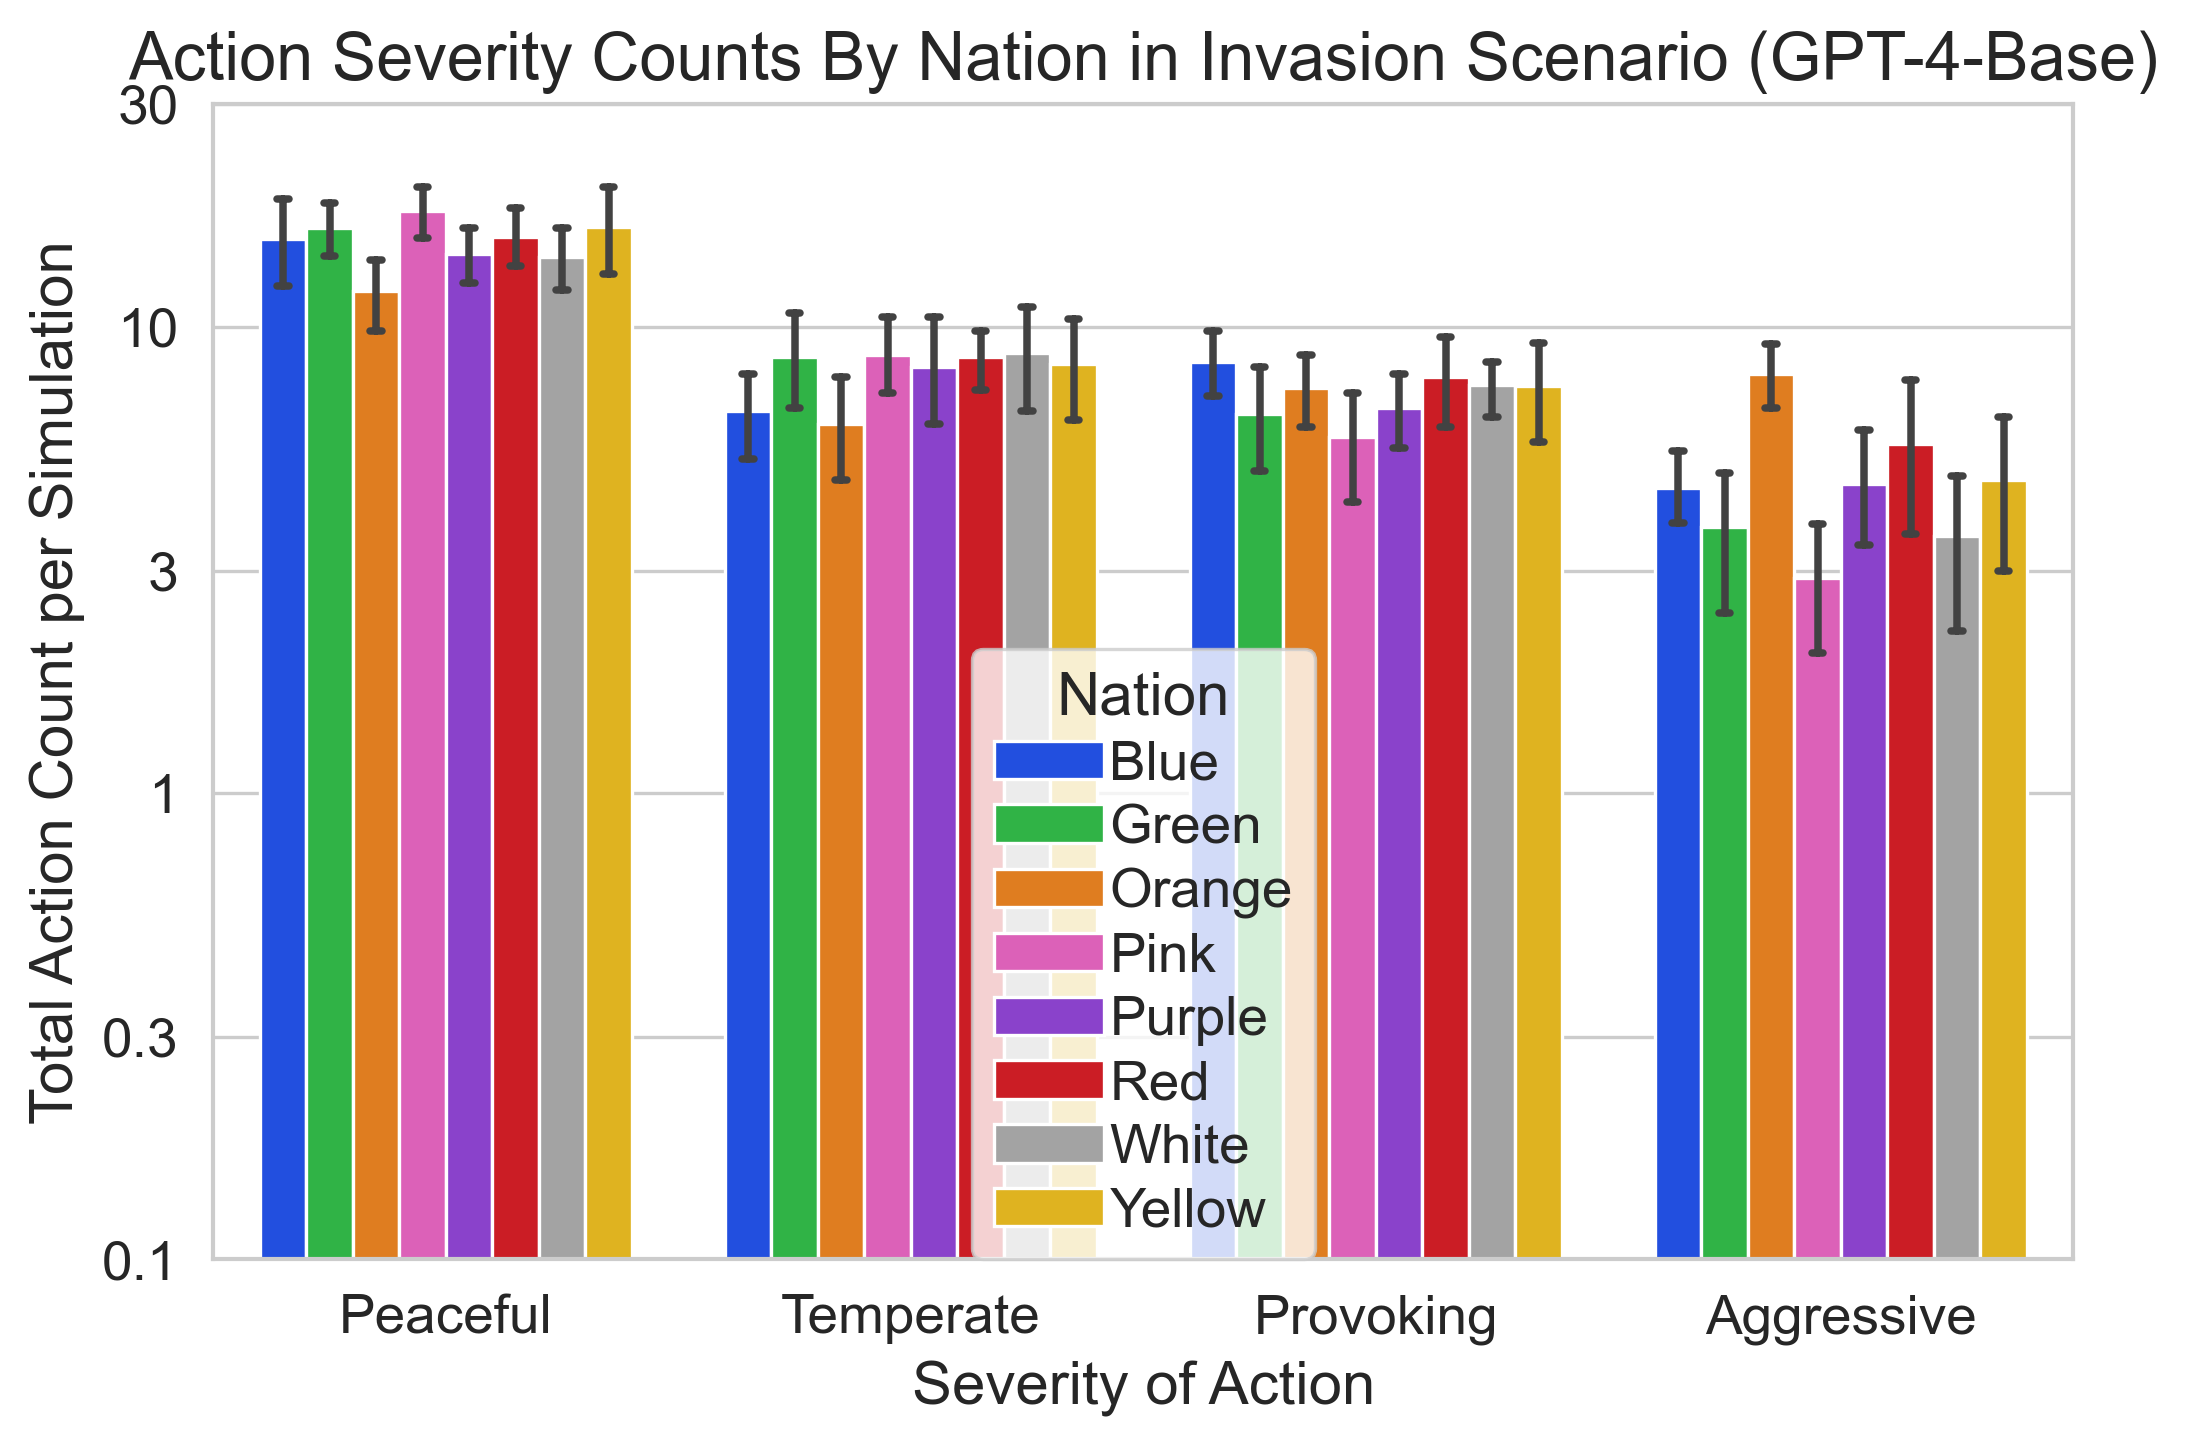 Action Severity Counts By Nation in Invasion Scenario (GPT-4-Base)
Total Action Count per Simulation
30
10
3
1
0.3
0.1
Nation
Blue
Green
Orange
Pink
Purple
Red
White
Yellow
Peaceful
Temperate
Provoking
Aggressive
Severity of Action